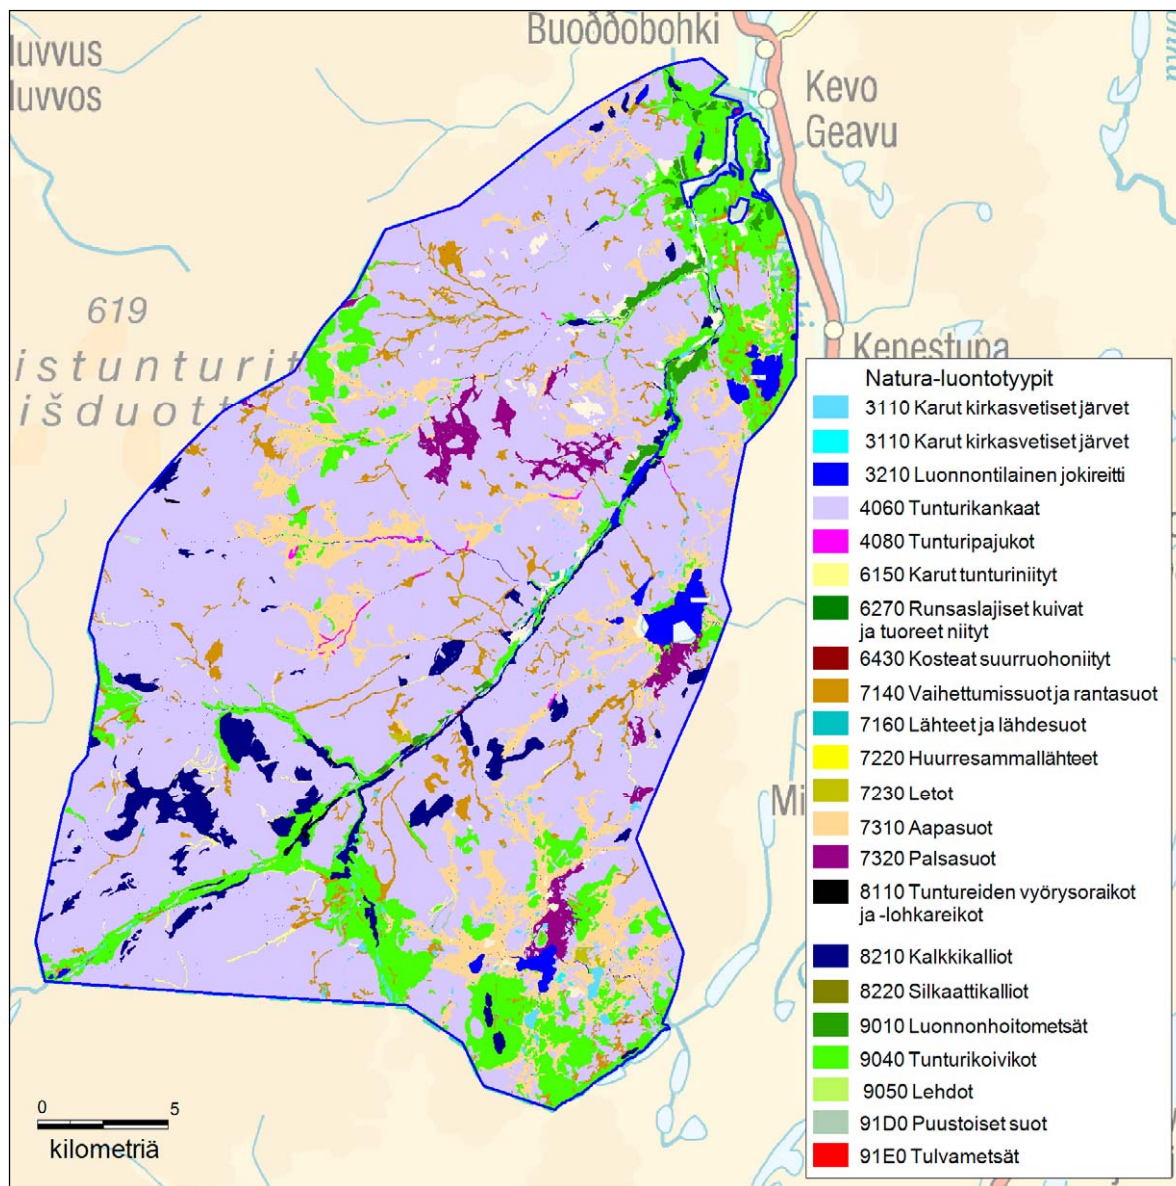 Buoððobohki
luvvus
luvvos
Kevo
Geavu
619
istunturit
išduott
Kenestupa
Mi
Natura-luontotyypit
3110 Karut kirkasvetiset järvet
3110 Karut kirkasvetiset järvet
3210 Luonnontilainen jokireitti
4060 Tunturikankaat
4080 Tunturipajukot
6150 Karut tunturiniityt
6270 Runsaslajiset kuivat
ja tuoreet niityt
6430 Kosteat suurruohoniityt
7140 Vaihettumissuot ja rantasuot
7160 Lähteet ja lähdesuot
7220 Huurresammallähteet
7230 Letot
7310 Aapasuot
7320 Palsasuot
8110 Tuntureiden vyörysoraikot
ja -lohkareikot
8210 Kalkkikalliot
8220 Silkaattikalliot
9010 Luonnonhoitometsät
9040 Tunturikoivikot
9050 Lehdot
91D0 Puustoiset suot
91E0 Tulvametsät
0 5
kilometriä